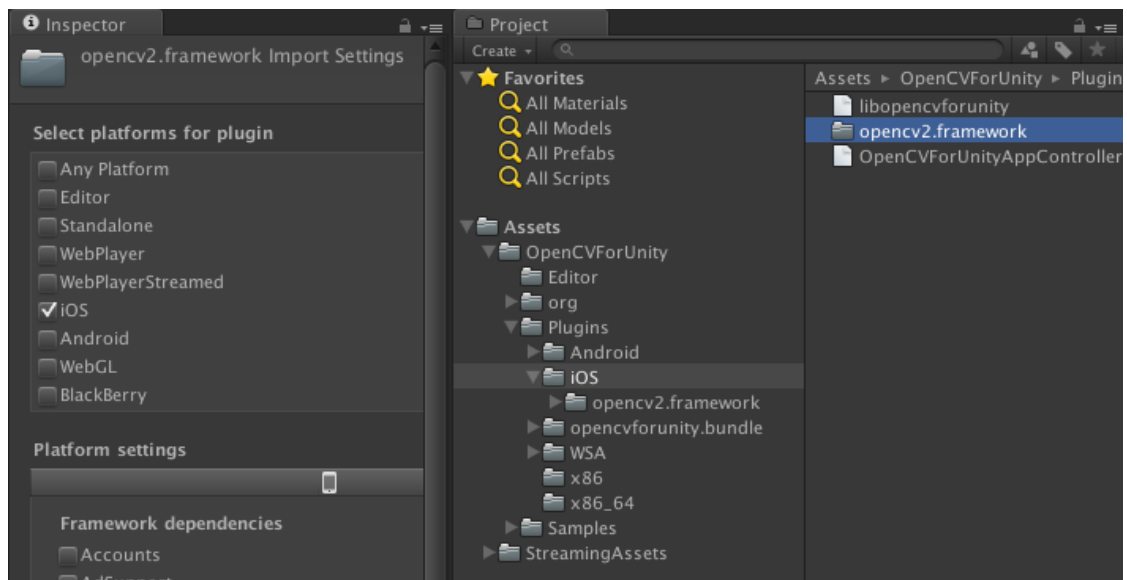 Inspector
opencv2.framework Import Settings
Select platforms for plugin
Any Platform
Editor
Standalone
WebPlayer
WebPlayerStreamed
iOS
Android
WebGL
BlackBerry
Platform settings
Framework dependencies
Accounts
AdSupport
Project
Create
Favorites
All Materials
All Models
All Prefabs
All Scripts
Assets
OpenCVForUnity
Editor
org
Plugins
Android
iOS
opencv2.framework
opencvforunity.bundle
WSA
x86
x86_64
Samples
StreamingAssets
Assets ▸ OpenCVForUnity ▸ Plugin
libopencvforunity
opencv2.framework
OpenCVForUnityAppController